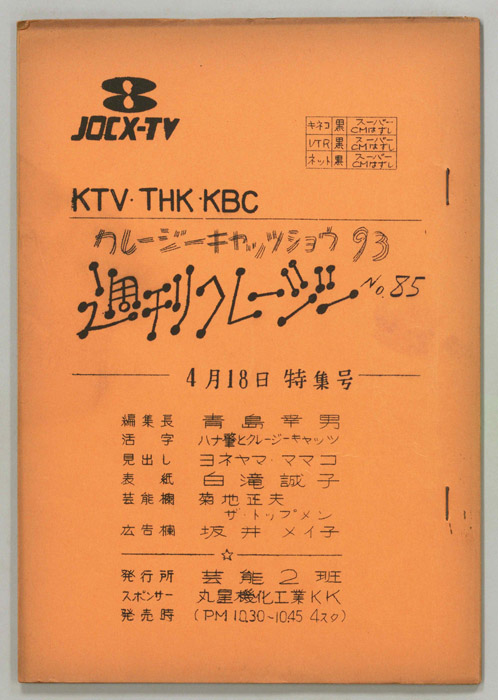 8
JOCX-TV
キネコ 黒 スーパーCMはずし
VTR 黒 スーパーCMはずし
ネット 黒 スーパーCMはずし
KTV・THK・KBC
クレージーキャッツショウ 93
週刊クレージー No.85
4月18日 特集号
編集長 青島幸男
活字 ハナ肇とクレージーキャッツ
見出し ヨネヤマ・ママコ
表紙 白滝誠子
芸能欄 菊地正夫
ザ・トップメン
広告欄 坂井メイ子
☆
発行所 芸能2班
スポンサー 丸星機化工業KK
発売時 (PM 10.30~10.45 4スタ)